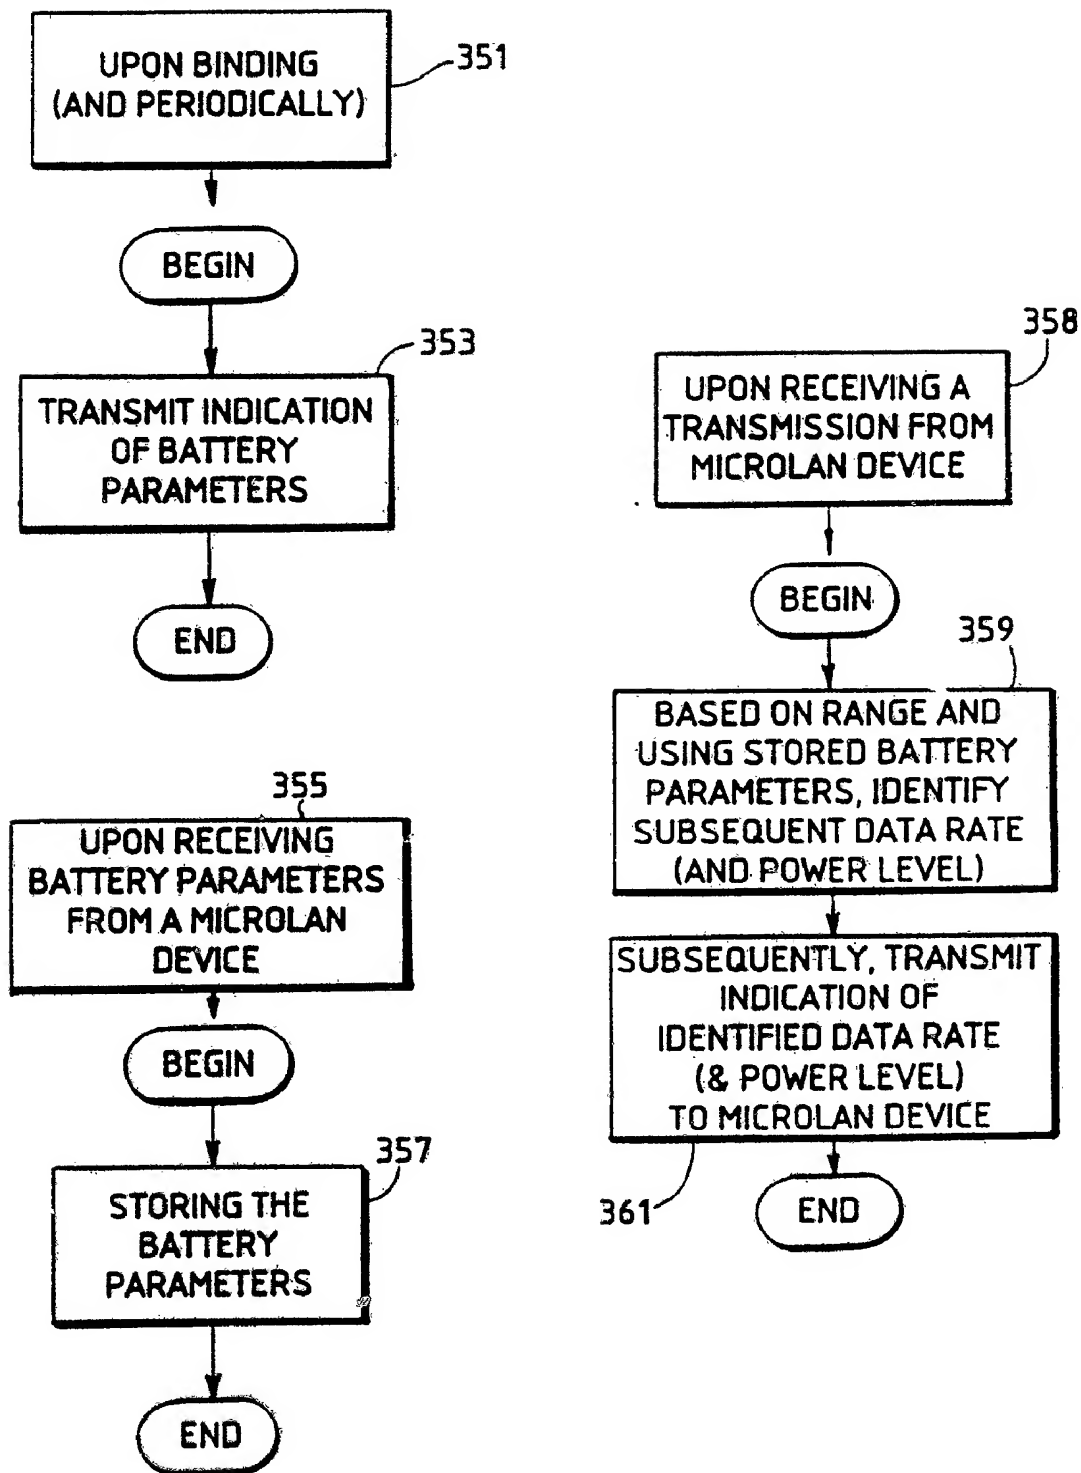 UPON BINDING
(AND PERIODICALLY)
351
BEGIN
353
TRANSMIT INDICATION
OF BATTERY
PARAMETERS
END
355
UPON RECEIVING
BATTERY PARAMETERS
FROM A MICROLAN
DEVICE
BEGIN
357
STORING THE
BATTERY
PARAMETERS
END
358
UPON RECEIVING A
TRANSMISSION FROM
MICROLAN DEVICE
BEGIN
359
BASED ON RANGE AND
USING STORED BATTERY
PARAMETERS, IDENTIFY
SUBSEQUENT DATA RATE
(AND POWER LEVEL)
SUBSEQUENTLY, TRANSMIT
INDICATION OF
IDENTIFIED DATA RATE
(& POWER LEVEL)
TO MICROLAN DEVICE
361
END